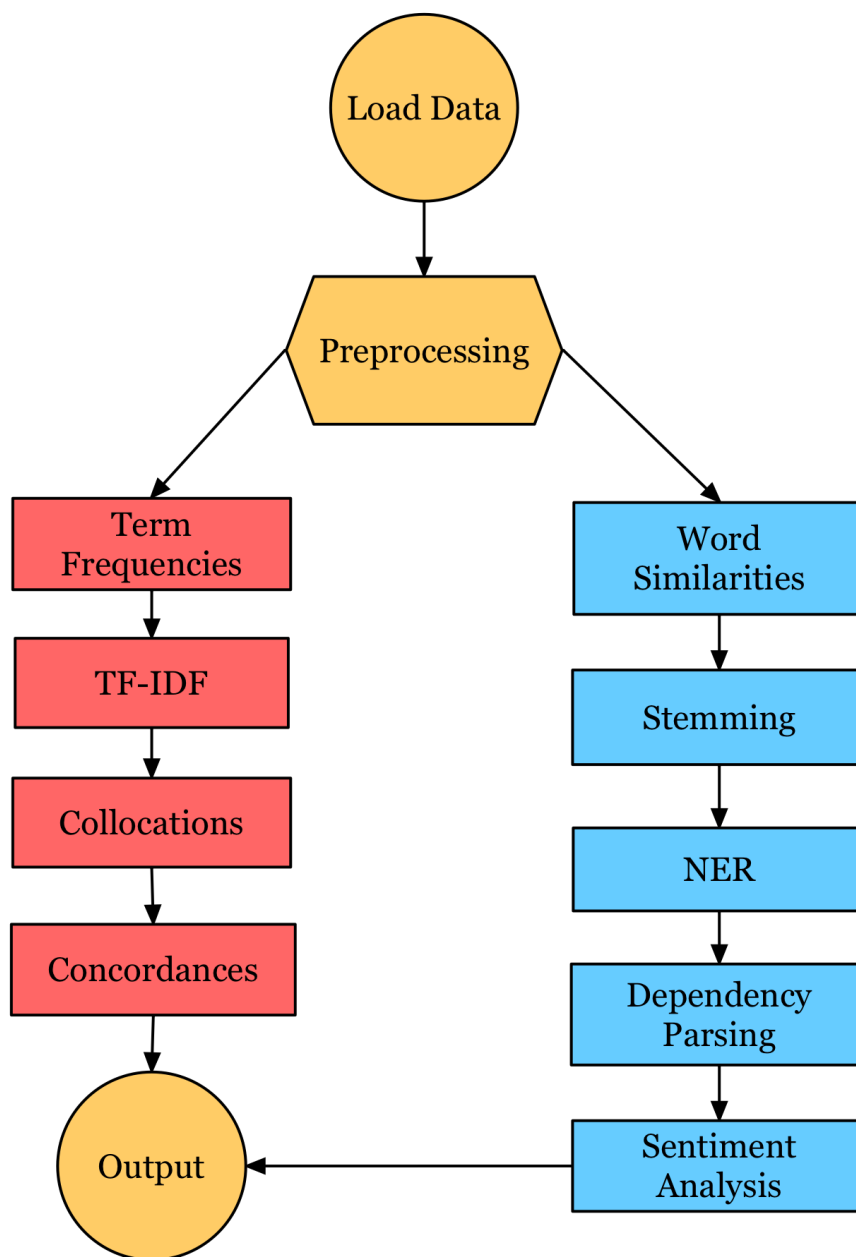 Load Data
Preprocessing
Term
Frequencies
TF-IDF
Collocations
Concordances
Output
Word
Similarities
Stemming
NER
Dependency
Parsing
Sentiment
Analysis